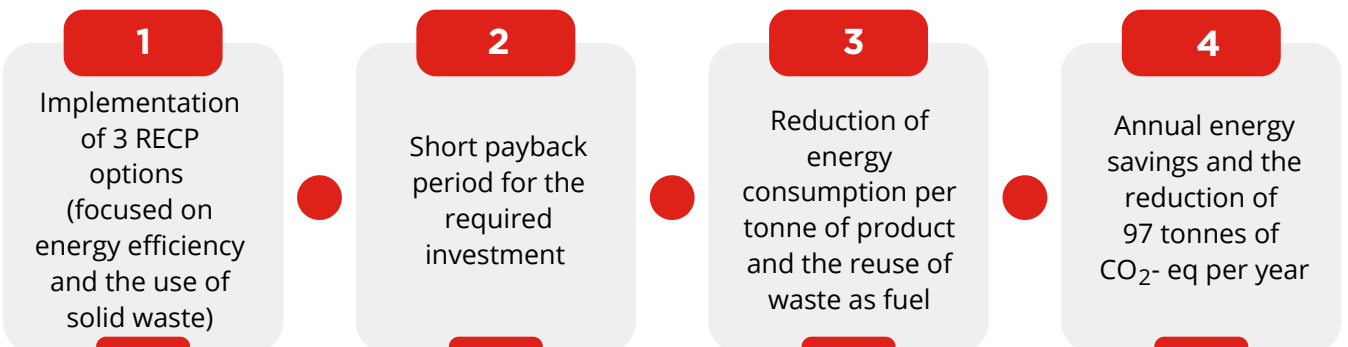 1
Implementation
of 3 RECP
options
(focused on
energy efficiency
and the use of
solid waste)
2
Short payback
period for the
required
investment
3
Reduction of
energy
consumption per
tonne of product
and the reuse of
waste as fuel
4
Annual energy
savings and the
reduction of
97 tonnes of
CO₂- eq per year